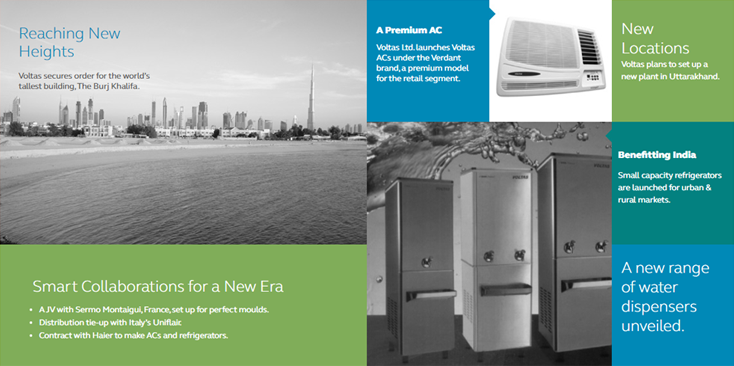 Reaching New
Heights
Voltas secures order for the world's
tallest building, The Burj Khalifa.
A Premium AC
Voltas Ltd. launches Voltas
ACs under the Verdant
brand, a premium model
for the retail segment.
New
Locations
Voltas plans to set up a
new plant in Uttarakhand.
Benefitting India
Small capacity refrigerators
are launched for urban &
rural markets.
Smart Collaborations for a New Era
• A JV with Sermo Montaigui, France, set up for perfect moulds.
• Distribution tie-up with Italy's Uniflair.
• Contract with Haier to make ACs and refrigerators.
A new range
of water
dispensers
unveiled.